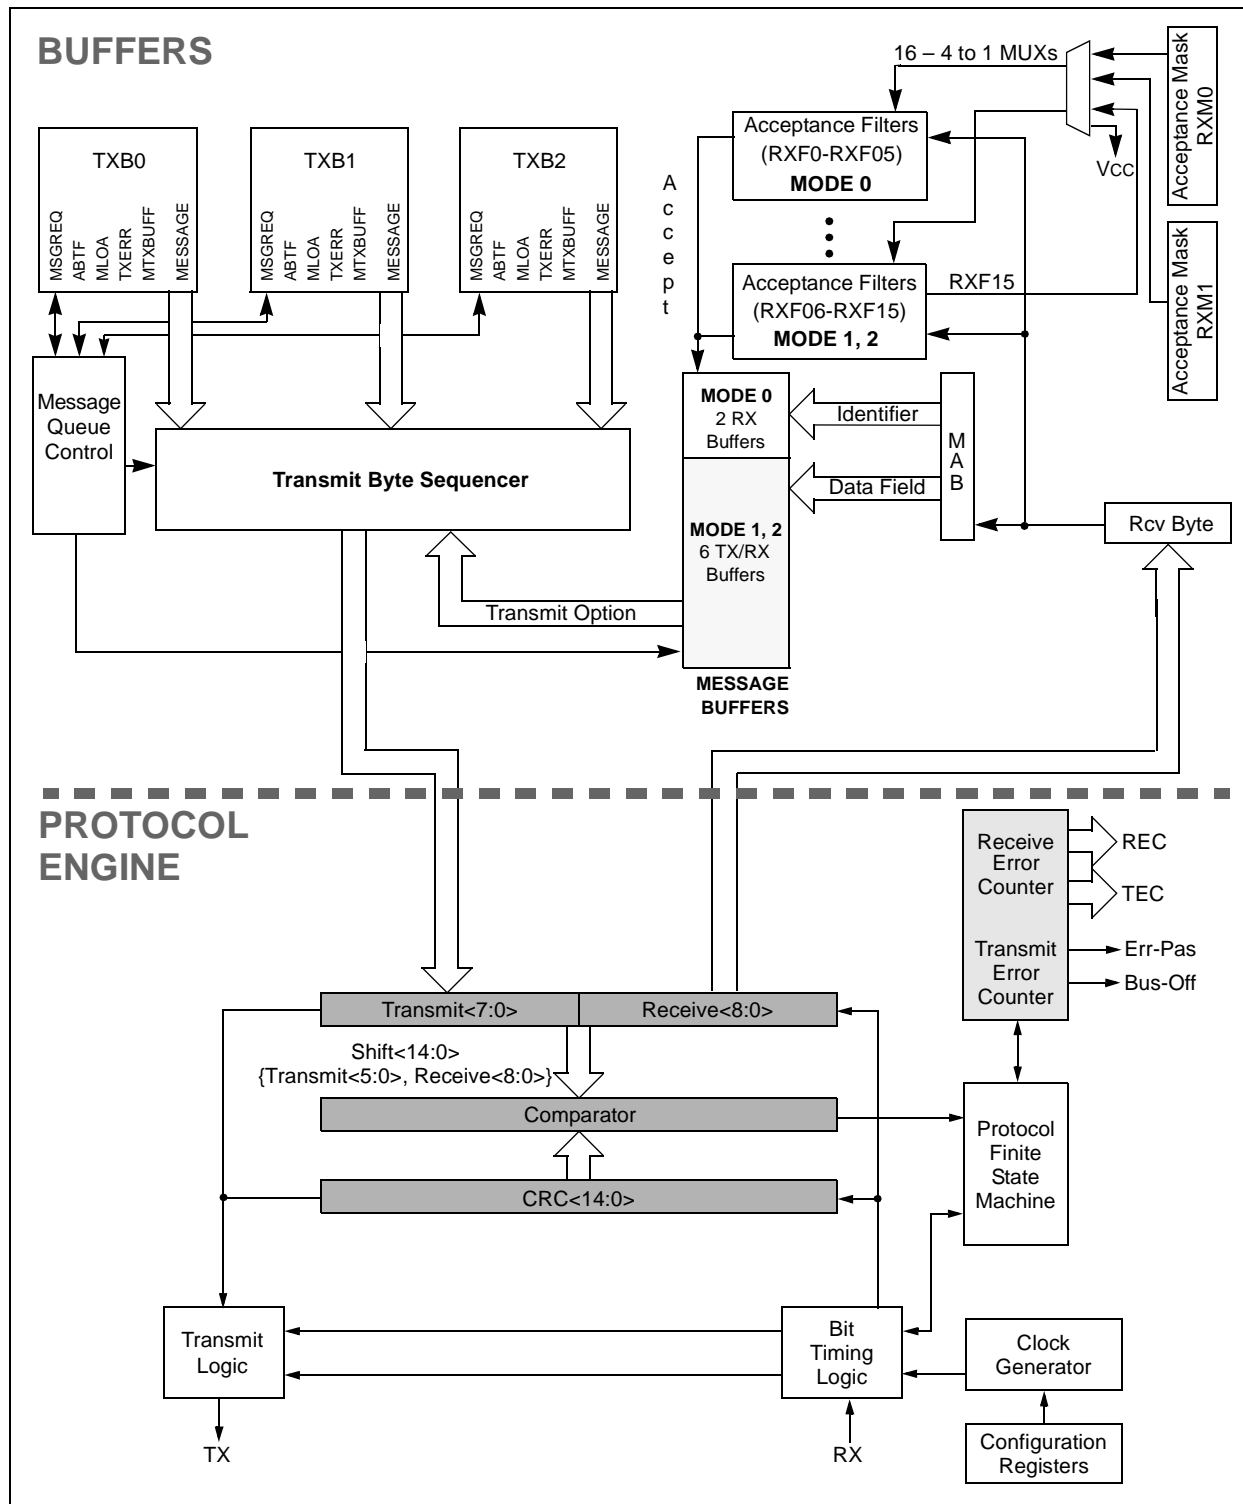 BUFFERS
16 – 4 to 1 MUXs
Acceptance Mask
RXM0
VCC
Acceptance Filters
(RXF0-RXF05)
MODE 0
Accept
TXB0
MSGREQ
ABTF
MLOA
TXERR
MTXBUFF
MESSAGE
TXB1
MSGREQ
ABTF
MLOA
TXERR
MTXBUFF
MESSAGE
TXB2
MSGREQ
ABTF
MLOA
TXERR
MTXBUFF
MESSAGE
Acceptance Filters
(RXF06-RXF15)
MODE 1, 2
RXF15
Acceptance Mask
RXM1
Message
Queue
Control
Transmit Byte Sequencer
MODE 0
2 RX
Buffers
Identifier
MAB
Data Field
Rcv Byte
MODE 1, 2
6 TX/RX
Buffers
Transmit Option
MESSAGE
BUFFERS
PROTOCOL
ENGINE
Receive
Error
Counter
REC
TEC
Transmit
Error
Counter
Err-Pas
Bus-Off
Transmit<7:0>
Receive<8:0>
Shift<14:0>
{Transmit<5:0>, Receive<8:0>}
Comparator
CRC<14:0>
Protocol
Finite
State
Machine
Transmit
Logic
Bit
Timing
Logic
Clock
Generator
Configuration
Registers
TX
RX